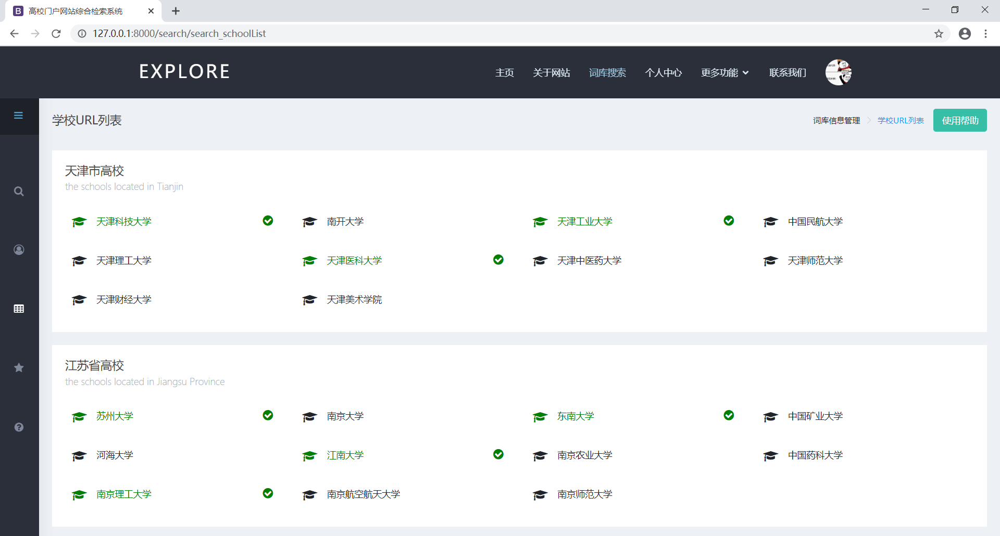 高校门户网站综合检索系统
127.0.0.1:8000/search/search_schoolList
EXPLORE
主页 关于网站 词库搜索 个人中心 更多功能 联系我们
学校URL列表
词库信息管理 学校URL列表 使用帮助
天津市高校
the schools located in Tianjin
天津科技大学 南开大学 天津工业大学 中国民航大学
天津理工大学 天津医科大学 天津中医药大学 天津师范大学
天津财经大学 天津美术学院
江苏省高校
the schools located in Jiangsu Province
苏州大学 南京大学 东南大学 中国矿业大学
河海大学 江南大学 南京农业大学 中国药科大学
南京理工大学 南京航空航天大学 南京师范大学